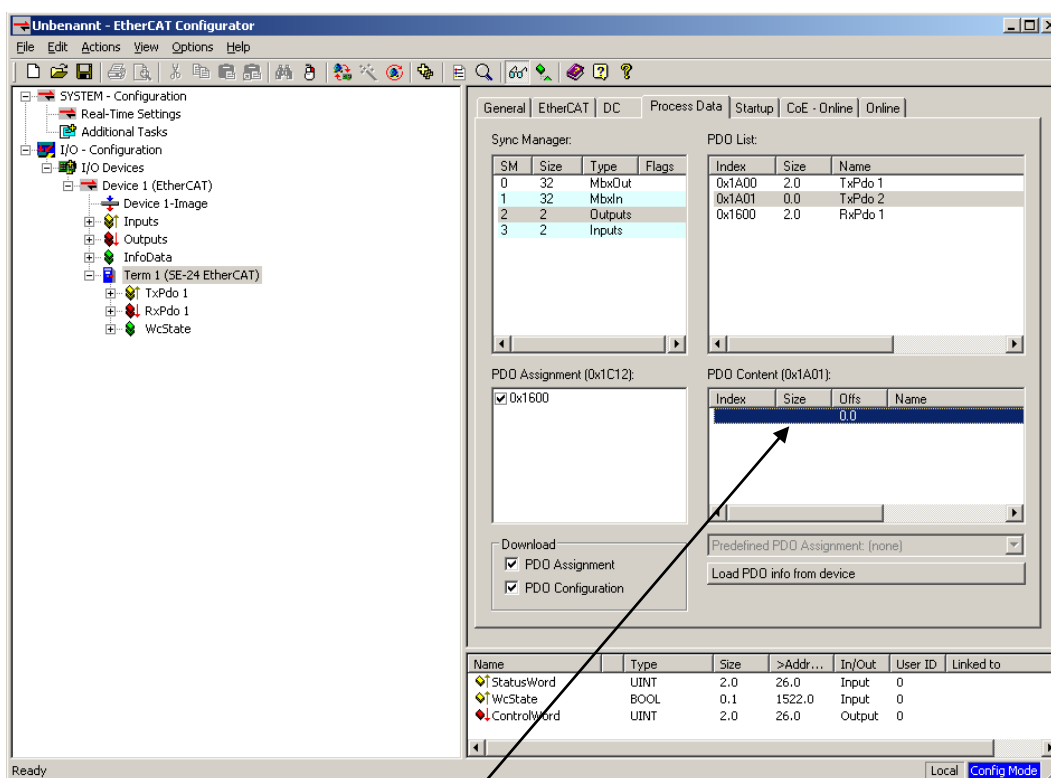 Unbenannt - EtherCAT Configurator
File Edit Actions View Options Help
SYSTEM - Configuration
Real-Time Settings
Additional Tasks
I/O - Configuration
I/O Devices
Device 1 (EtherCAT)
Device 1-Image
Inputs
Outputs
InfoData
Term 1 (SE-24 EtherCAT)
TxPdo 1
RxPdo 1
WcState
General EtherCAT DC Process Data Startup CoE - Online Online
Sync Manager:
SM Size Type Flags
0 32 MbxOut
1 32 MbxIn
2 2 Outputs
3 2 Inputs
PDO List:
Index Size Name
0x1A00 2.0 TxPdo 1
0x1A01 0.0 TxPdo 2
0x1600 2.0 RxPdo 1
PDO Assignment (0x1C12):
0x1600
PDO Content (0x1A01):
Index Size Offs Name
0.0
Download
PDO Assignment
PDO Configuration
Predefined PDO Assignment: (none)
Load PDO info from device
Name Type Size >Addr... In/Out User ID Linked to
StatusWord UINT 2.0 26.0 Input 0
WcState BOOL 0.1 1522.0 Input 0
ControlWord UINT 2.0 26.0 Output 0
Ready
Local Config Mode